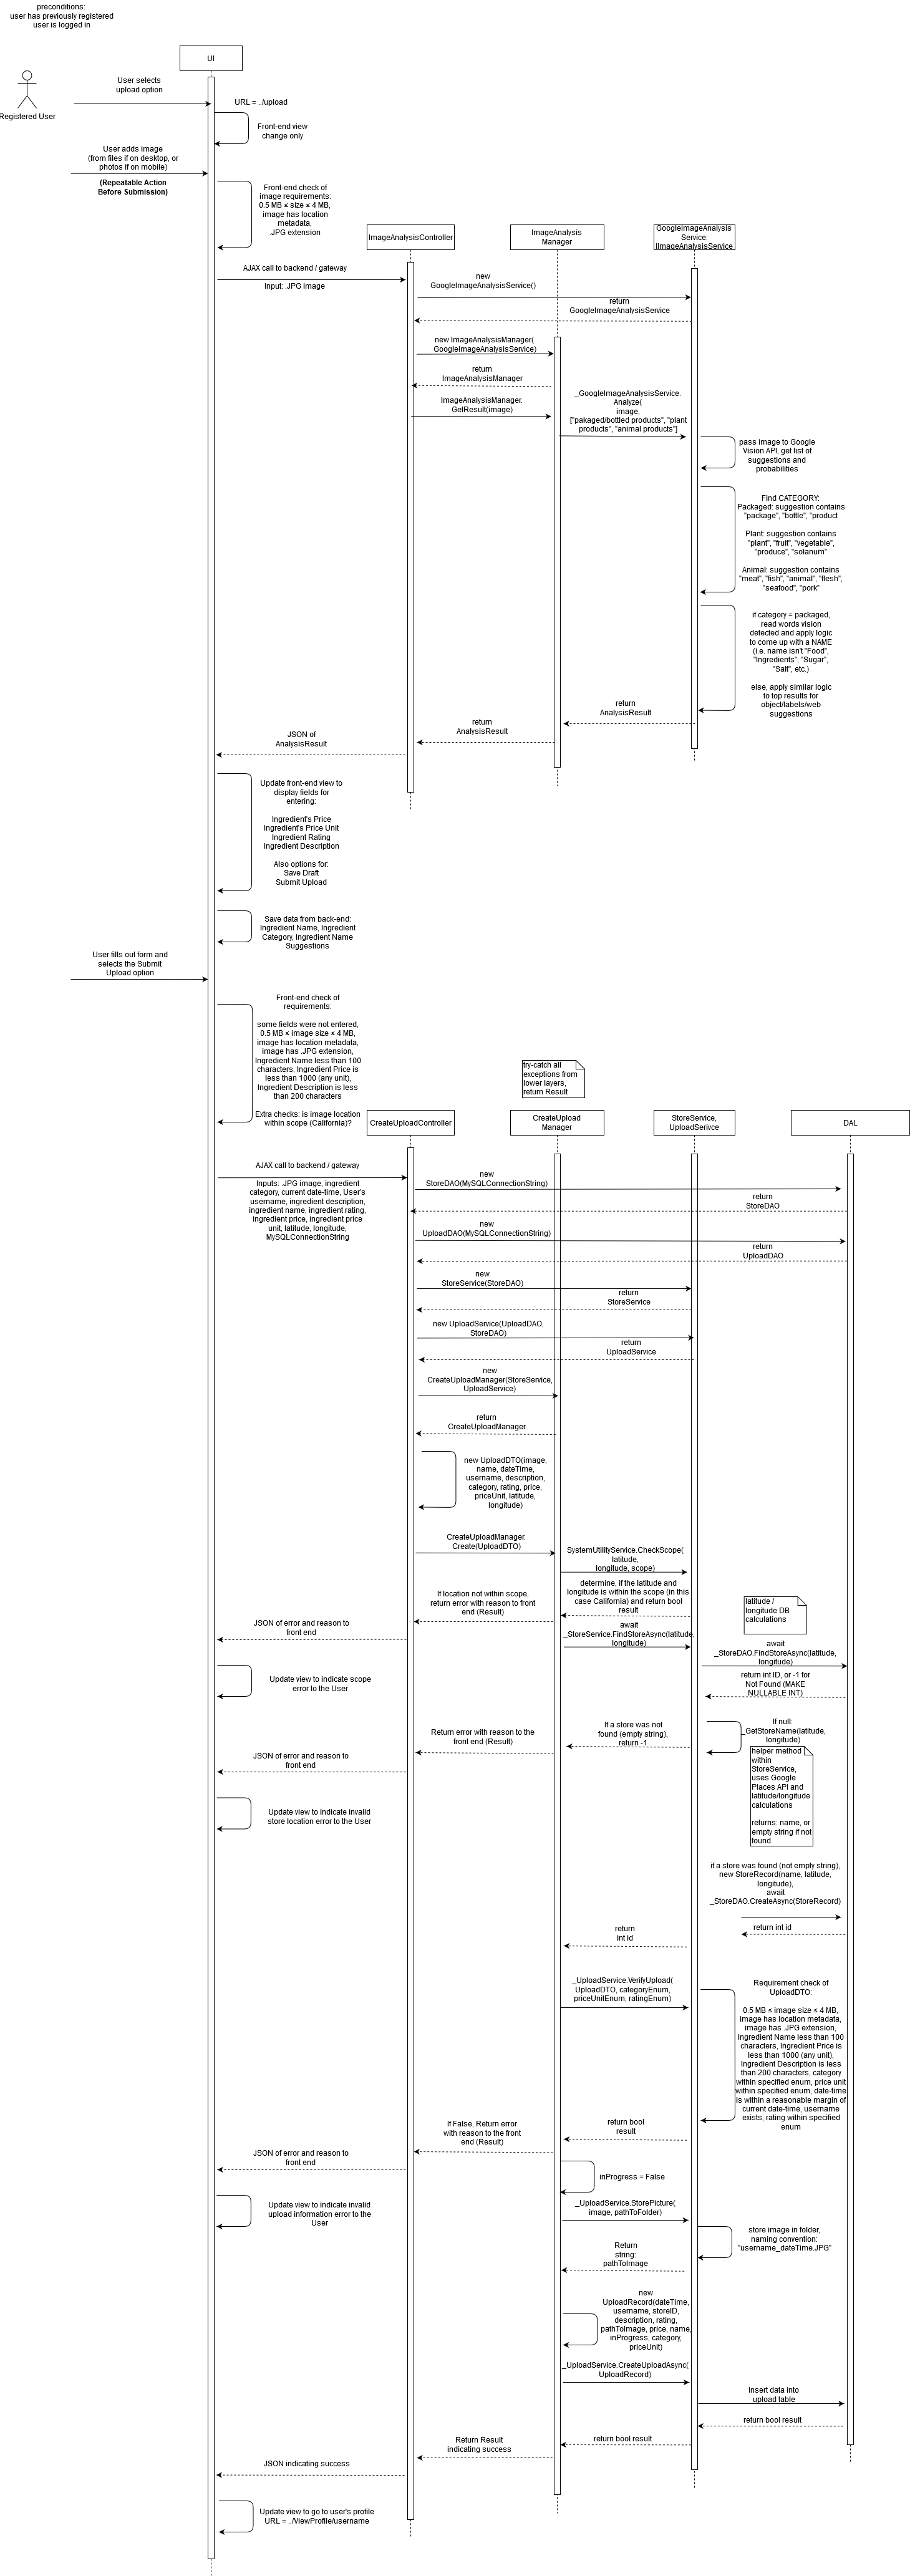 preconditions:
user has previously registered
user is logged in
UI
User selects
upload option
Registered User
URL = ../upload
Front-end view
change only
User adds image
(from files if on desktop, or
photos if on mobile)
(Repeatable Action
Before Submission)
Front-end check of
image requirements:
0.5 MB ≤ size ≤ 4 MB,
image has location
metadata,
.JPG extension
ImageAnalysisController
ImageAnalysis
Manager
GoogleImageAnalysis
Service:
IImageAnalysisService
AJAX call to backend / gateway
Input: .JPG image
new
GoogleImageAnalysisService()
return
GoogleImageAnalysisService
new ImageAnalysisManager(
GoogleImageAnalysisService)
return
ImageAnalysisManager
ImageAnalysisManager.
GetResult(image)
_GoogleImageAnalysisService.
Analyze(
image,
["pakaged/bottled products", "plant
products", "animal products"]
pass image to Google
Vision API, get list of
suggestions and
probabilities
Find CATEGORY:
Packaged: suggestion contains
"package", "bottle", "product
Plant: suggestion contains
"plant", "fruit", "vegetable",
"produce", "solanum"
Animal: suggestion contains
"meat", "fish", "animal", "flesh",
"seafood", "pork"
if category = packaged,
read words vision
detected and apply logic
to come up with a NAME
(i.e. name isn't "Food",
"Ingredients", "Sugar",
"Salt", etc.)
else, apply similar logic
to top results for
object/labels/web
suggestions
return
AnalysisResult
return
AnalysisResult
JSON of
AnalysisResult
Update front-end view to
display fields for
entering:
Ingredient's Price
Ingredient's Price Unit
Ingredient Rating
Ingredient Description
Also options for:
Save Draft
Submit Upload
Save data from back-end:
Ingredient Name, Ingredient
Category, Ingredient Name
Suggestions
User fills out form and
selects the Submit
Upload option
Front-end check of
requirements:
some fields were not entered,
0.5 MB ≤ image size ≤ 4 MB,
image has location metadata,
image has .JPG extension,
Ingredient Name less than 100
characters, Ingredient Price is
less than 1000 (any unit),
Ingredient Description is less
than 200 characters
Extra checks: is image location
within scope (California)?
try-catch all
exceptions from
lower layers,
return Result
CreateUploadController
CreateUpload
Manager
StoreService,
UploadSerivce
DAL
AJAX call to backend / gateway
Inputs: .JPG image, ingredient
category, current date-time, User's
username, ingredient description,
ingredient name, ingredient rating,
ingredient price, ingredient price
unit, latitude, longitude,
MySQLConnectionString
new
StoreDAO(MySQLConnectionString)
return
StoreDAO
new
UploadDAO(MySQLConnectionString)
return
UploadDAO
new
StoreService(StoreDAO)
return
StoreService
new UploadService(UploadDAO,
StoreDAO)
return
UploadService
new
CreateUploadManager(StoreService,
UploadService)
return
CreateUploadManager
new UploadDTO(image,
name, dateTime,
username, description,
category, rating, price,
priceUnit, latitude,
longitude)
CreateUploadManager.
Create(UploadDTO)
SystemUtilityService.CheckScope(
latitude,
longitude, scope)
determine, if the latitude and
longitude is within the scope (in this
case California) and return bool
result
If location not within scope,
return error with reason to front
end (Result)
JSON of error and reason to
front end
Update view to indicate scope
error to the User
await
_StoreService.FindStoreAsync(latitude,
longitude)
latitude /
longitude DB
calculations
await
_StoreDAO.FindStoreAsync(latitude,
longitude)
return int ID, or -1 for
Not Found (MAKE
NULLABLE INT)
If null:
_GetStoreName(latitude,
longitude)
helper method
within
StoreService,
uses Google
Places API and
latitude/longitude
calculations
returns: name, or
empty string if not
found
If a store was not
found (empty string),
return -1
Return error with reason to the
front end (Result)
JSON of error and reason to
front end
Update view to indicate invalid
store location error to the User
if a store was found (not empty string),
new StoreRecord(name, latitude,
longitude),
await
_StoreDAO.CreateAsync(StoreRecord)
return int id
return
int id
_UploadService.VerifyUpload(
UploadDTO, categoryEnum,
priceUnitEnum, ratingEnum)
Requirement check of
UploadDTO:
0.5 MB ≤ image size ≤ 4 MB,
image has location metadata,
image has .JPG extension,
Ingredient Name less than 100
characters, Ingredient Price is
less than 1000 (any unit),
Ingredient Description is less
than 200 characters, category
within specified enum, price unit
within specified enum, date-time
is within a reasonable margin of
current date-time, username
exists, rating within specified
enum
return bool
result
If False, Return error
with reason to the front
end (Result)
JSON of error and reason to
front end
Update view to indicate invalid
upload information error to the
User
inProgress = False
_UploadService.StorePicture(
image, pathToFolder)
store image in folder,
naming convention:
"username_dateTime.JPG"
Return
string:
pathToImage
new
UploadRecord(dateTime,
username, storeID,
description, rating,
pathToImage, price, name,
inProgress, category,
priceUnit)
_UploadService.CreateUploadAsync(
UploadRecord)
Insert data into
upload table
return bool result
return bool result
Return Result
indicating success
JSON indicating success
Update view to go to user's profile
URL = ../ViewProfile/username